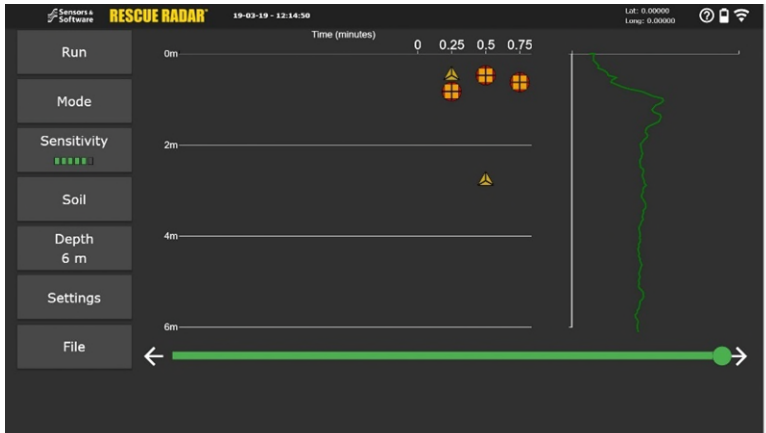 Sensors & Software
RESCUE RADAR
19-03-19 - 12:14:50
Lat: 0.00000
Long: 0.00000
Run
Mode
Sensitivity
Soil
Depth
6 m
Settings
File
Time (minutes)
0 0.25 0.5 0.75
0m
2m
4m
6m